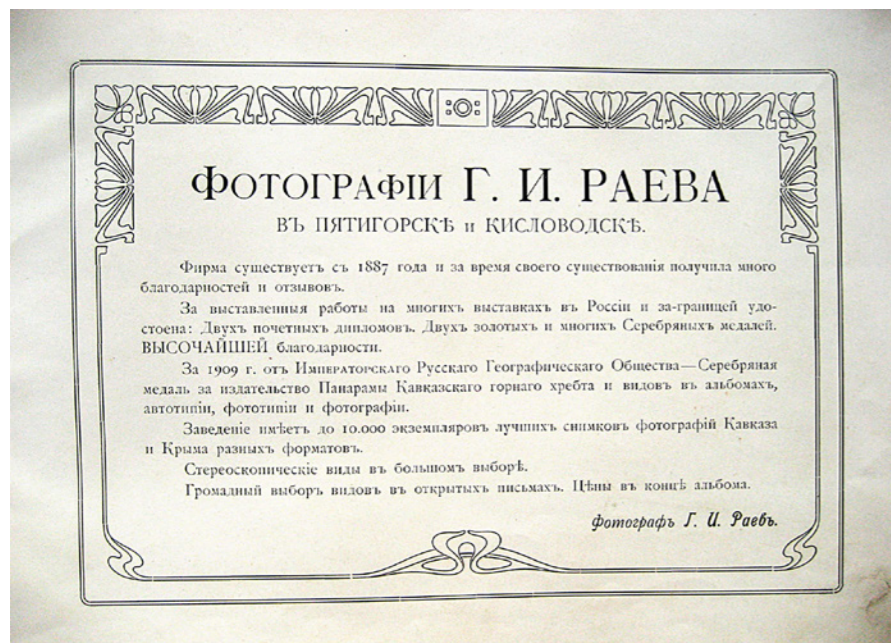 Фотографіи Г. И. РАЕВА
ВЪ ПЯТИГОРСКѢ и КИСЛОВОДСКѢ.
Фирма существуетъ съ 1887 года и за время своего существованія получила много
благодарностей и отзывовъ.
За выставленныя работы на многихъ выставкахъ въ Россіи и за-границей удо-
стоена: Двухъ почетныхъ дипломовъ. Двухъ золотыхъ и многихъ Серебряныхъ медалей.
ВЫСОЧАЙШЕЙ благодарности.
За 1909 г. отъ Императорскаго Русскаго Географическаго Общества—Серебряная
медаль за издательство Панарамы Кавказскаго горнаго хребта и видовъ въ альбомахъ,
автотипіи, фототипіи и фотографіи.
Заведеніе имѣетъ до 10.000 экземпляровъ лучшихъ снимковъ фотографій Кавказа
и Крыма разныхъ форматовъ.
Стереоскопическіе виды въ большомъ выборѣ.
Громадный выборъ видовъ въ открытыхъ письмахъ. Цѣны въ концѣ альбома.
Фотографъ Г. И. Раевъ.